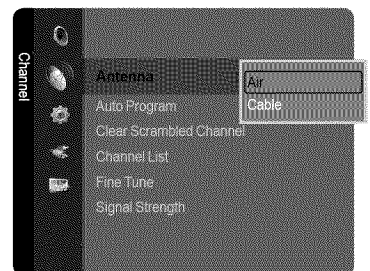 Channel
Antenna
Air
Cable
Auto Program
Clear Scrambled Channel
Channel List
Fine Tune
Signal Strength